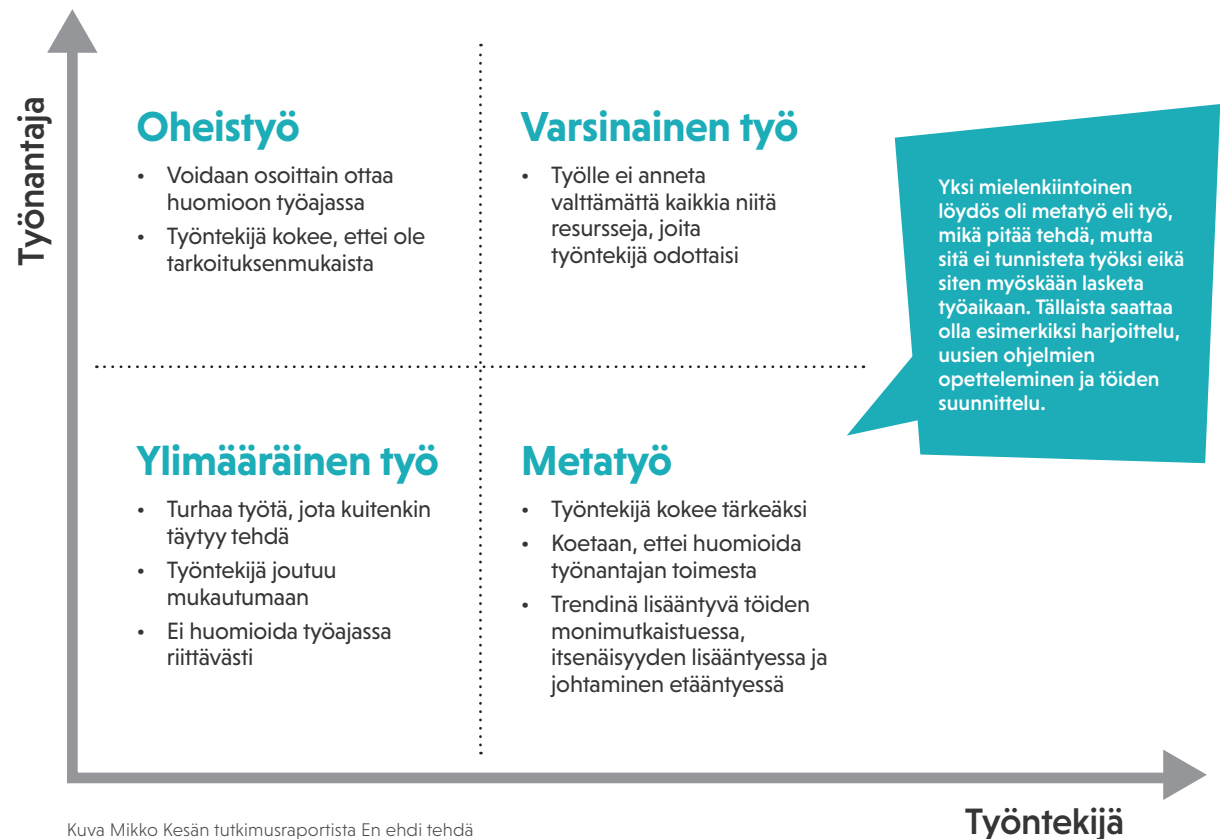 Työnantaja
Oheistyö
• Voidaan osoittain ottaa
huomioon työajassa
• Työntekijä kokee, ettei ole
tarkoituksenmukaista
Varsinainen työ
• Työlle ei anneta
valttämättä kaikkia niitä
resursseja, joita
työntekijä odottaisi
Yksi mielenkiintoinen
löydös oli metatyö eli työ,
mikä pitää tehdä, mutta
sitä ei tunnisteta työksi eikä
siten myöskään lasketa
työaikaan. Tällaista saattaa
olla esimerkiksi harjoittelu,
uusien ohjelmien
opetteleminen ja töiden
suunnittelu.
Ylimääräinen työ
• Turhaa työtä, jota kuitenkin
täytyy tehdä
• Työntekijä joutuu
mukautumaan
• Ei huomioida työajassa
riittävästi
Metatyö
• Työntekijä kokee tärkeäksi
• Koetaan, ettei huomioida
työnantajan toimesta
• Trendinä lisääntyvä töiden
monimutkaistuessa,
itsenäisyyden lisääntyessa ja
johtaminen etääntyessä
Työntekijä
Kuva Mikko Kesän tutkimusraportista En ehdi tehdä